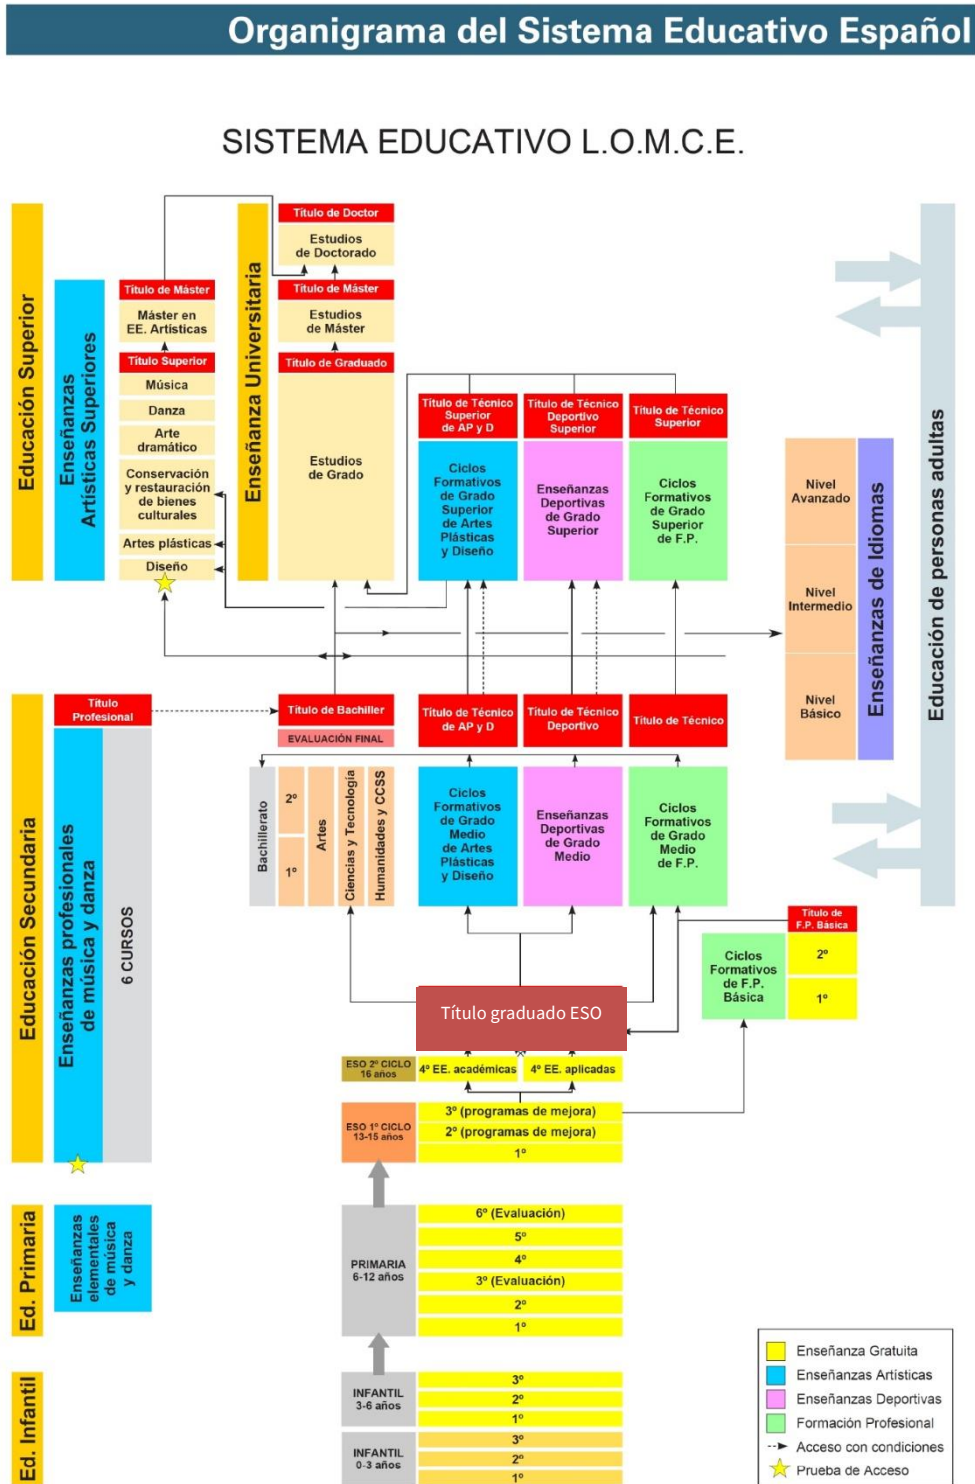 Organigrama del Sistema Educativo Español
SISTEMA EDUCATIVO L.O.M.C.E.
Educación Superior
Enseñanzas
Artísticas Superiores
Título de Máster
Máster en
EE. Artísticas
Título Superior
Música
Danza
Arte
dramático
Conservación
y restauración
de bienes
culturales
Artes plásticas
Diseño
Enseñanza Universitaria
Título de Doctor
Estudios
de Doctorado
Título de Máster
Estudios
de Máster
Título de Graduado
Estudios
de Grado
Título de Técnico
Superior
de AP y D
Ciclos
Formativos
de Grado
Superior
de Artes
Plásticas
y Diseño
Título de Técnico
Deportivo
Superior
Enseñanzas
Deportivas
de Grado
Superior
Título de Técnico
Superior
Ciclos
Formativos
de Grado
Superior
de F.P.
Nivel
Avanzado
Nivel
Intermedio
Nivel
Básico
Enseñanzas de Idiomas
Educación de personas adultas
Educación Secundaria
Título
Profesional
Enseñanzas profesionales
de música y danza
6 CURSOS
Título de Bachiller
EVALUACIÓN FINAL
Bachillerato
2º
1º
Artes
Ciencias y Tecnología
Humanidades y CCSS
Título de Técnico
de AP y D
Ciclos
Formativos
de Grado
Medio
de Artes
Plásticas
y Diseño
Título de Técnico
Deportivo
Enseñanzas
Deportivas
de Grado
Medio
Título de Técnico
Ciclos
Formativos
de Grado
Medio
de F.P.
Título de
F.P. Básica
Ciclos
Formativos
de F.P.
Básica
2º
1º
Título graduado ESO
ESO 2º CICLO
16 años
4º EE. académicas
4º EE. aplicadas
ESO 1º CICLO
13-15 años
3º (programas de mejora)
2º (programas de mejora)
1º
Ed. Primaria
Enseñanzas
elementales
de música
y danza
PRIMARIA
6-12 años
6º (Evaluación)
5º
4º
3º (Evaluación)
2º
1º
Ed. Infantil
INFANTIL
3-6 años
3º
2º
1º
INFANTIL
0-3 años
3º
2º
1º
Enseñanza Gratuita
Enseñanzas Artísticas
Enseñanzas Deportivas
Formación Profesional
Acceso con condiciones
Prueba de Acceso